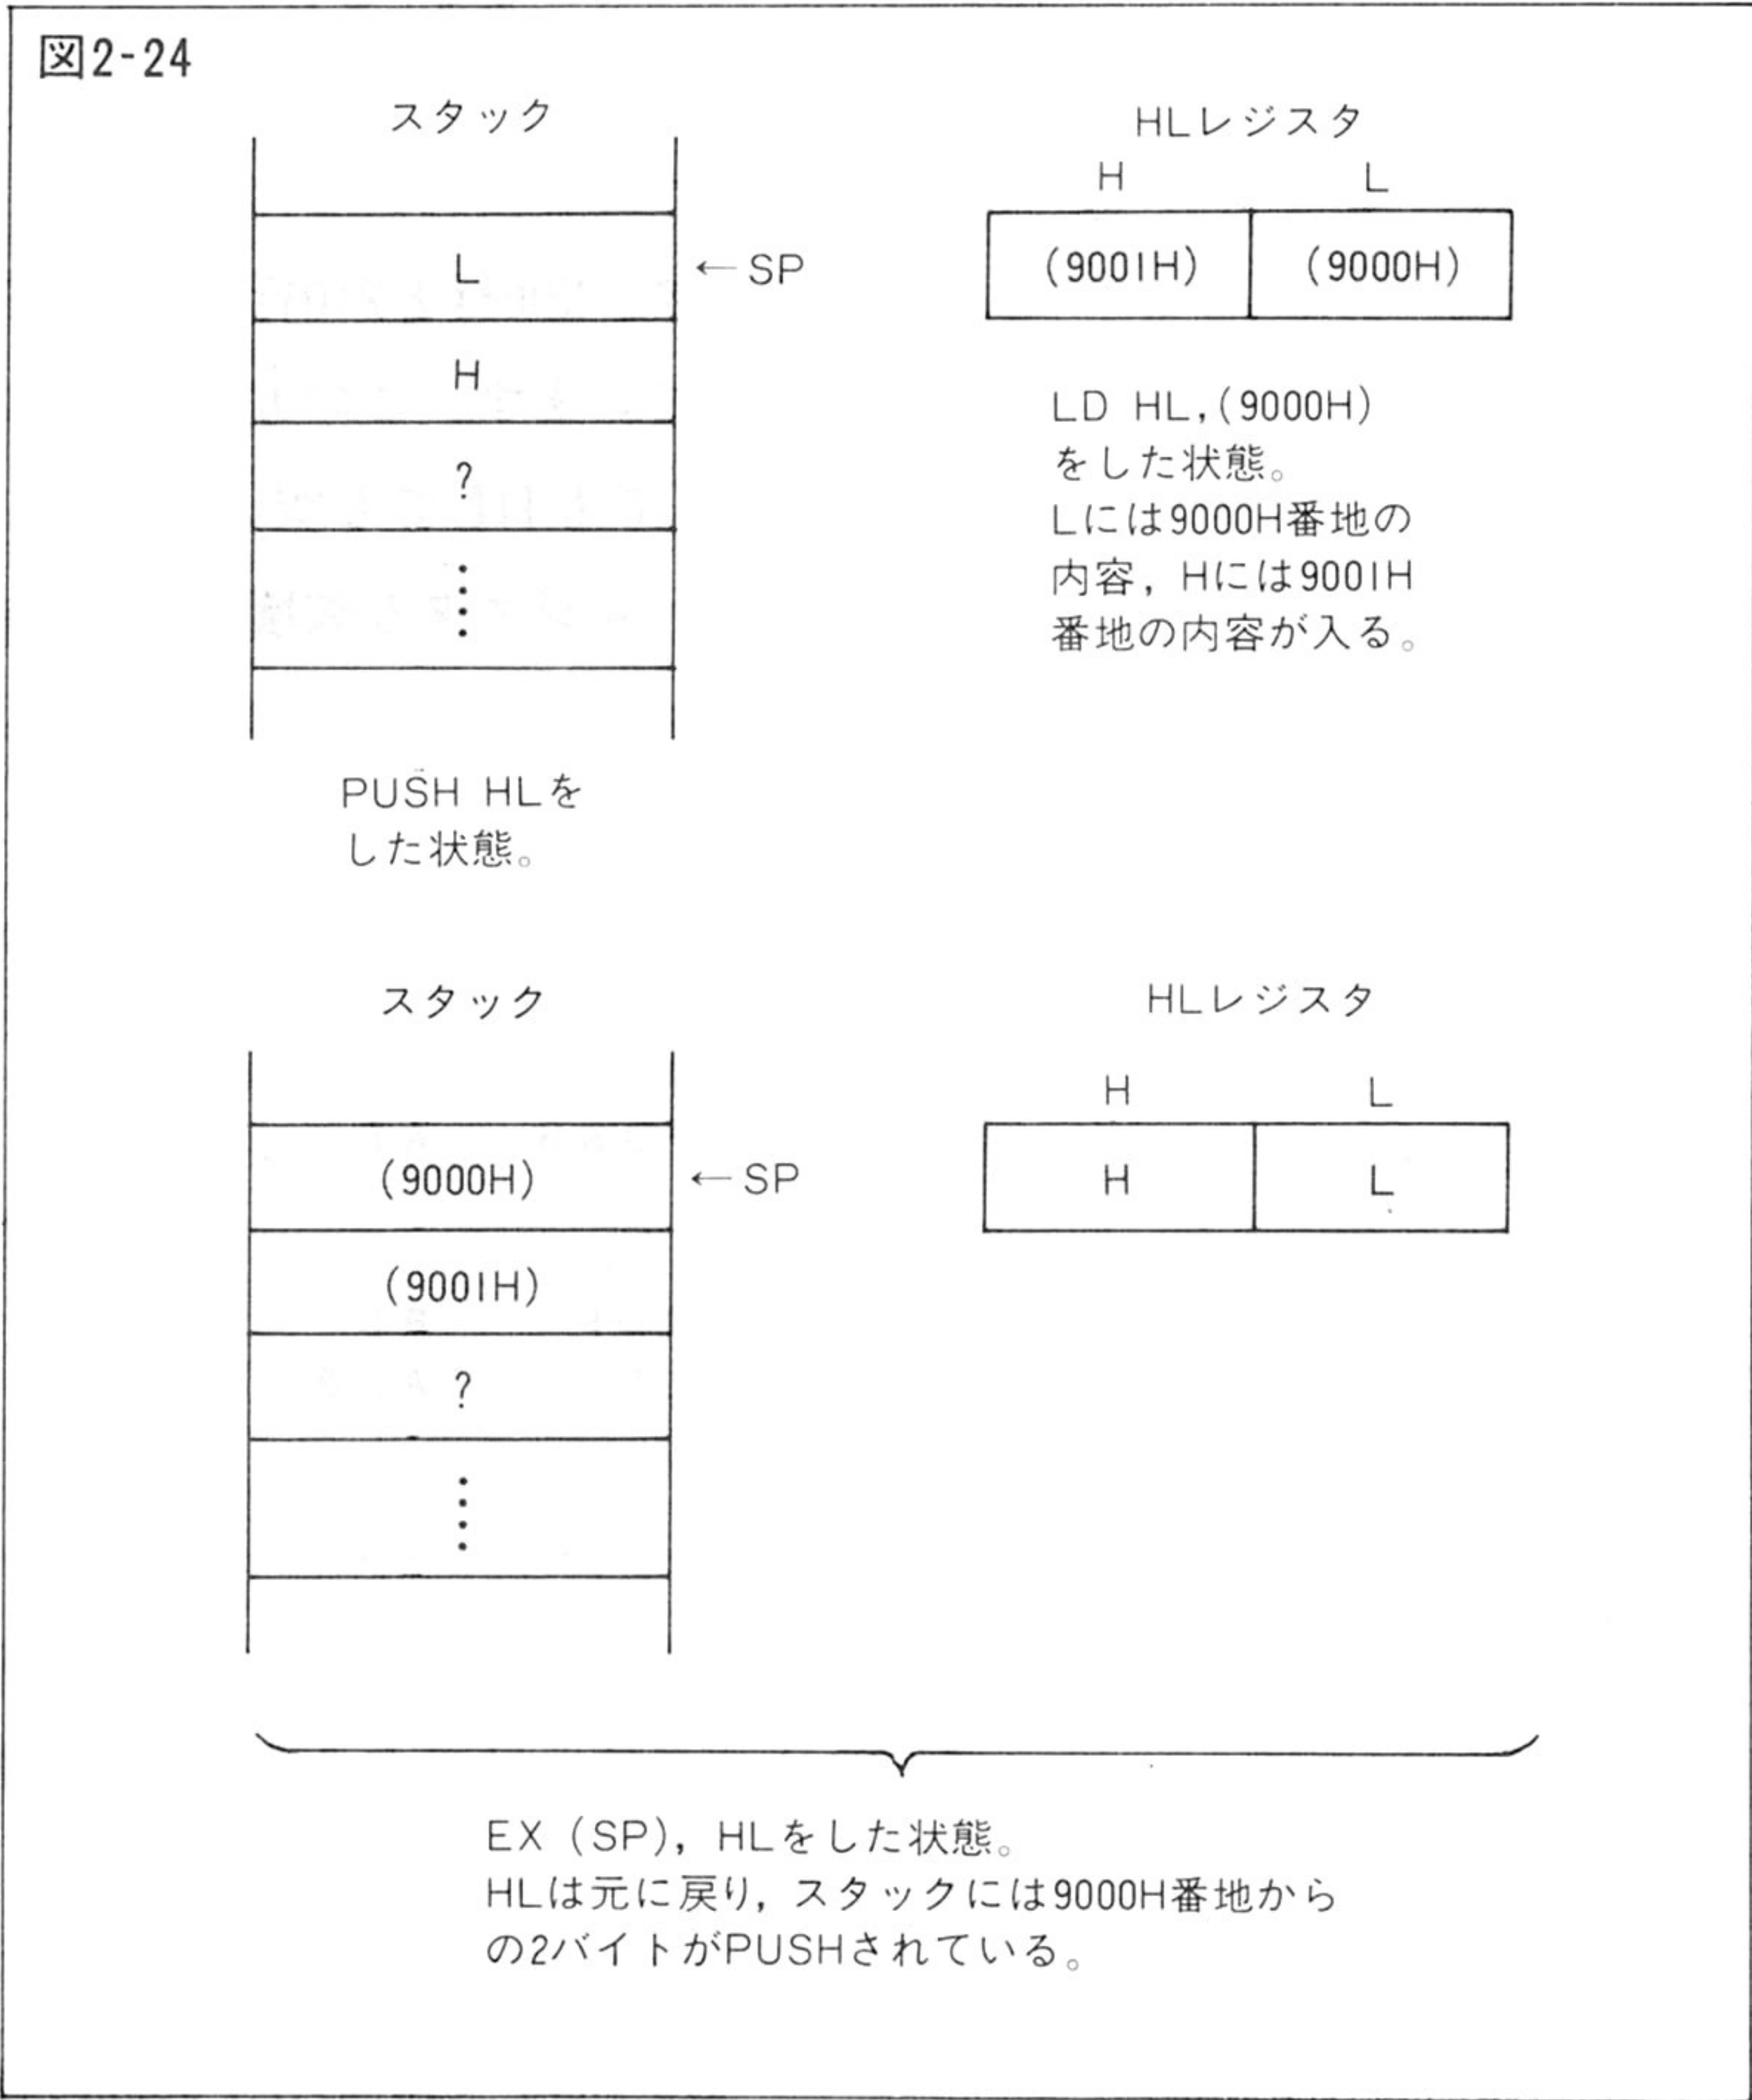 図2-24
スタック
L
←SP
H
?
PUSH HLを
した状態。
HLレジスタ
H L
(9001H) (9000H)
LD HL,(9000H)
をした状態。
Lには9000H番地の
内容，Hには9001H
番地の内容が入る。
スタック
(9000H)
←SP
(9001H)
?
HLレジスタ
H L
H L
EX (SP)，HLをした状態。
HLは元に戻り，スタックには9000H番地から
の2バイトがPUSHされている。